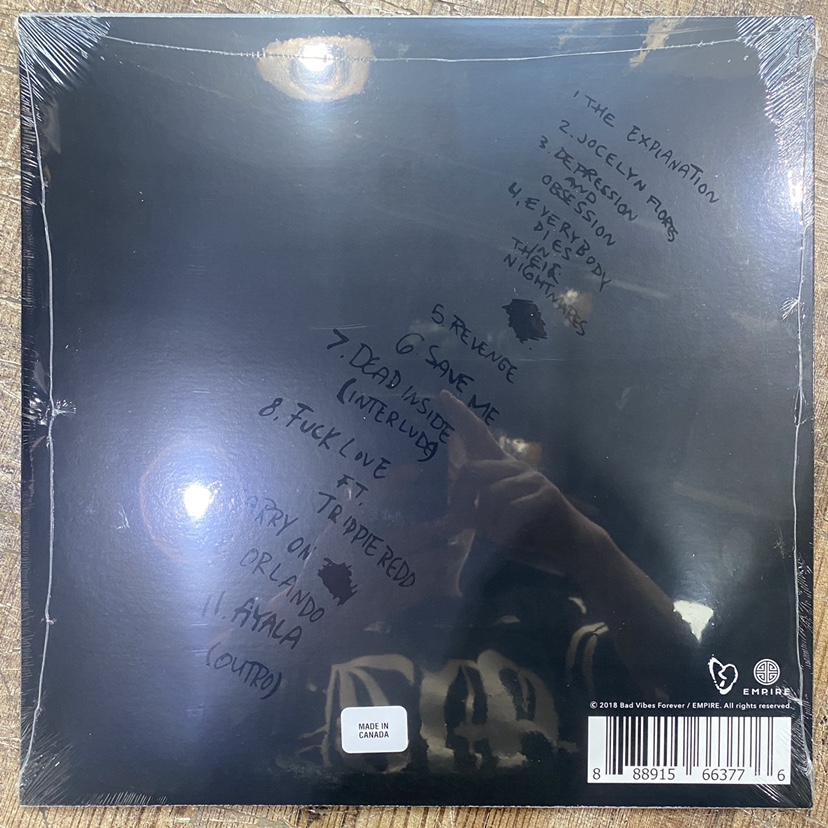 1 THE EXPLANATION
2. JOCELYN FLORES
3. DEPRESSION
AND
OBSESSION
4. EVERYBODY
DIES
IN
THEIR
NIGHTMARES
5. REVENGE
6. SAVE ME
7. DEAD INSIDE
(INTERLUDE)
8. FUCK LOVE
FT.
TRIPPIE REDD
ARRY ON
ORLANDO
11. AYALA
(OUTRO)
EMPIRE
© 2018 Bad Vibes Forever / EMPIRE. All rights reserved.
MADE IN
CANADA
8 88915 66377 6